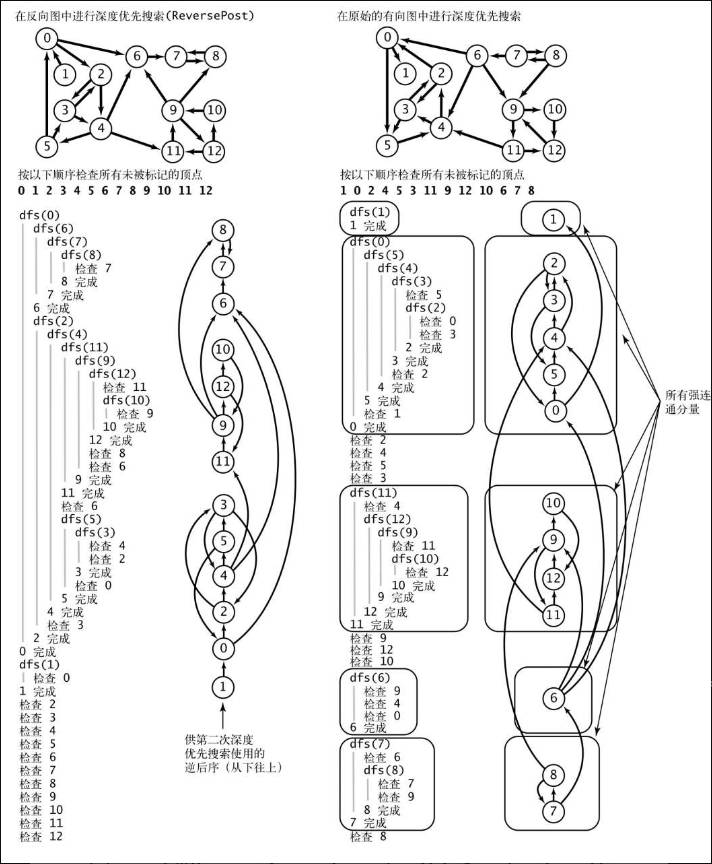 在反向图中进行深度优先搜索(ReversePost)
0
1
2
3
4
5
6
7
8
9
10
11
12
按以下顺序检查所有未被标记的顶点
0 1 2 3 4 5 6 7 8 9 10 11 12
dfs(0)
dfs(6)
dfs(7)
dfs(8)
检查 7
8 完成
7 完成
6 完成
dfs(2)
dfs(4)
dfs(11)
dfs(9)
dfs(12)
检查 11
dfs(10)
检查 9
10 完成
12 完成
检查 8
检查 6
9 完成
11 完成
检查 6
dfs(5)
dfs(3)
检查 4
检查 2
3 完成
检查 0
5 完成
4 完成
检查 3
2 完成
0 完成
dfs(1)
检查 0
1 完成
检查 2
检查 3
检查 4
检查 5
检查 6
检查 7
检查 8
检查 9
检查 10
检查 11
检查 12
8
7
6
10
12
9
11
3
5
4
2
0
1
供第二次深度
优先搜索使用的
逆后序（从下往上）
在原始的有向图中进行深度优先搜索
0
1
2
3
4
5
6
7
8
9
10
11
12
按以下顺序检查所有未被标记的顶点
1 0 2 4 5 3 11 9 12 10 6 7 8
dfs(1)
1 完成
dfs(0)
dfs(5)
dfs(4)
dfs(3)
检查 5
dfs(2)
检查 0
检查 3
2 完成
3 完成
检查 2
4 完成
5 完成
检查 1
0 完成
检查 2
检查 4
检查 5
检查 3
dfs(11)
检查 4
dfs(12)
dfs(9)
检查 11
dfs(10)
检查 12
10 完成
9 完成
12 完成
11 完成
检查 9
检查 12
检查 10
dfs(6)
检查 9
检查 4
检查 0
6 完成
dfs(7)
检查 6
dfs(8)
检查 7
检查 9
8 完成
7 完成
检查 8
1
2
3
4
5
0
10
9
12
11
6
8
7
所有强连
通分量